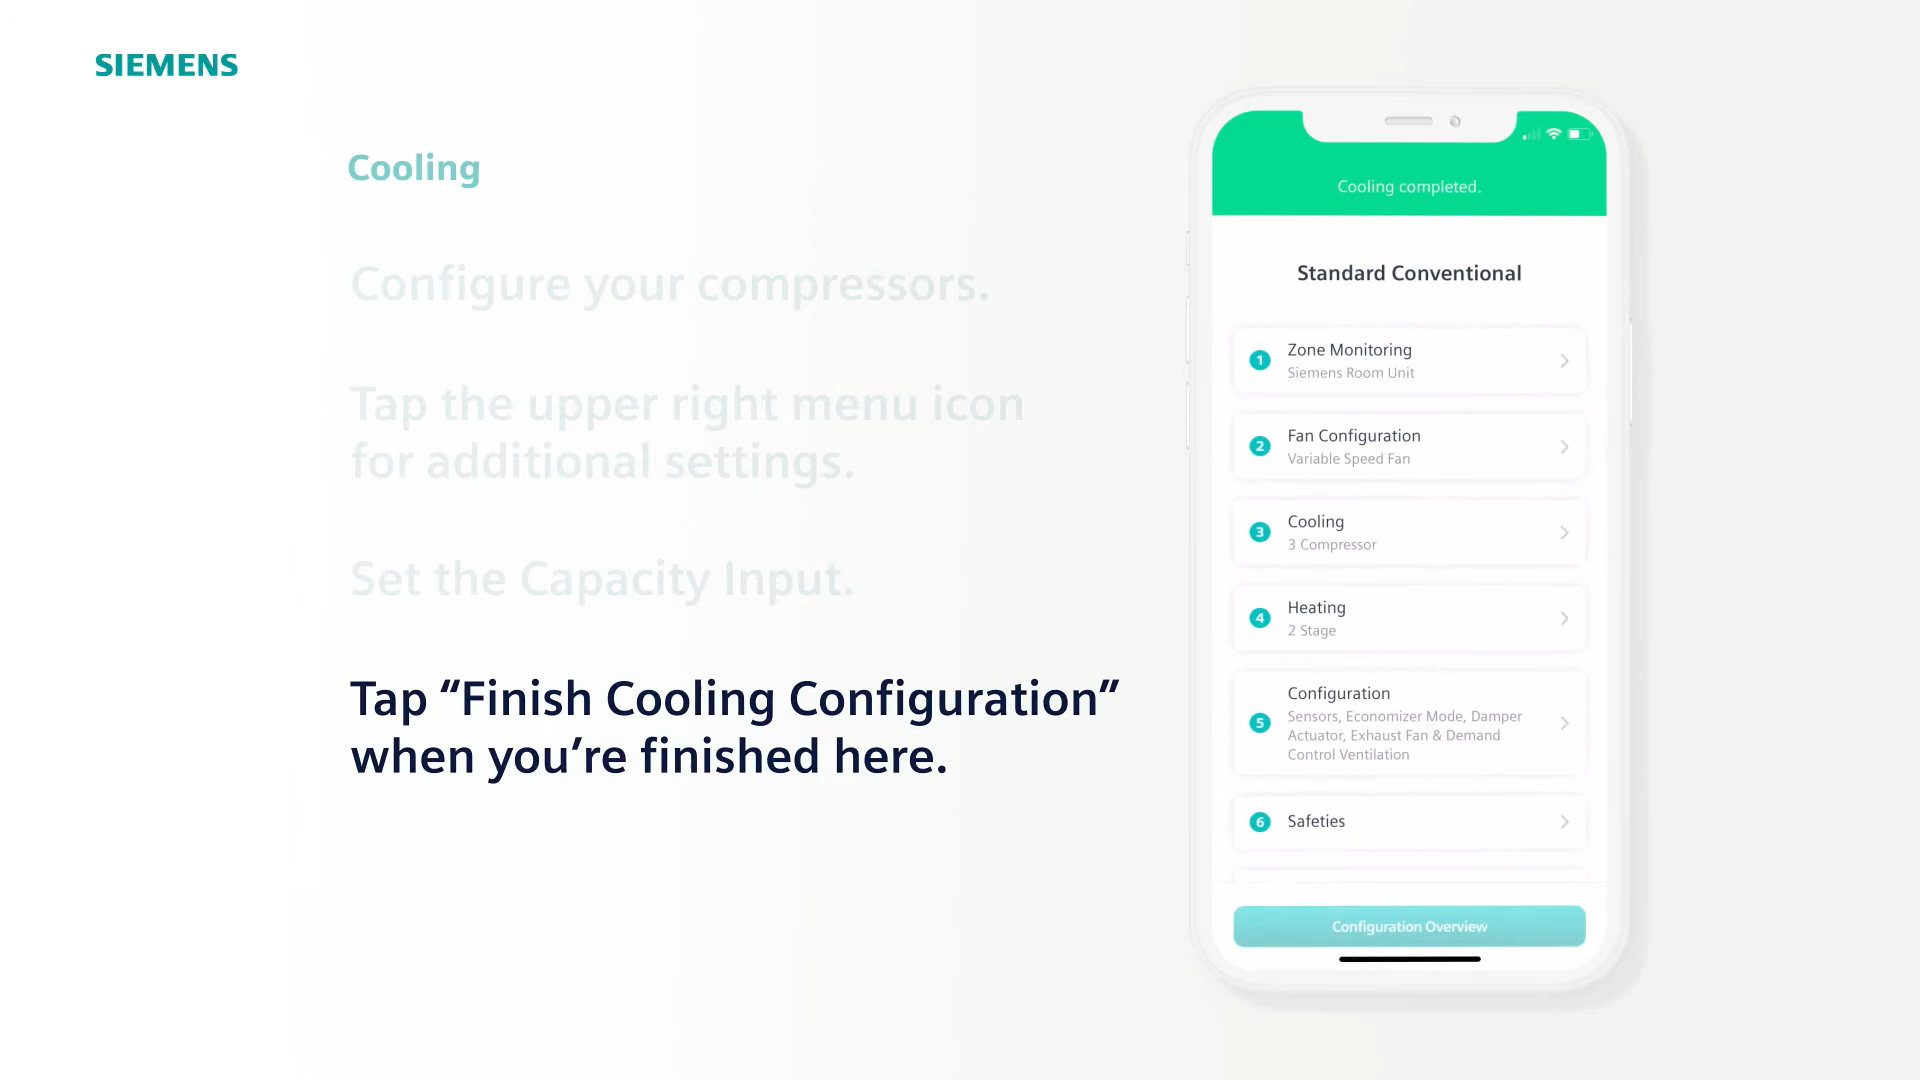 SIEMENS
Cooling
Configure your compressors.
Tap the upper right menu icon
for additional settings.
Set the Capacity Input.
Tap “Finish Cooling Configuration”
when you’re finished here.
Cooling completed.
Standard Conventional
1
Zone Monitoring
Siemens Room Unit
2
Fan Configuration
Variable Speed Fan
3
Cooling
3 Compressor
4
Heating
2 Stage
5
Configuration
Sensors, Economizer Mode, Damper
Actuator, Exhaust Fan & Demand
Control Ventilation
6
Safeties
Configuration Overview